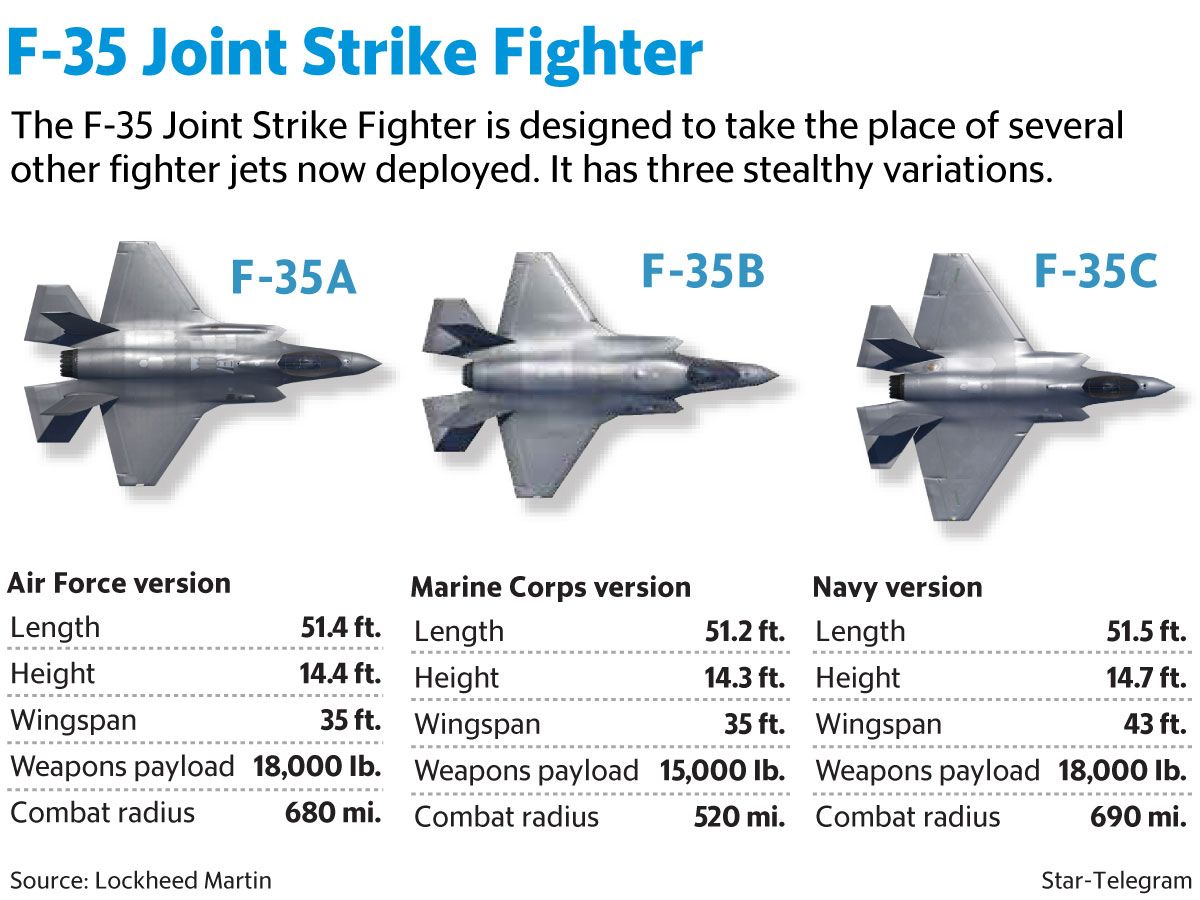 F-35 Joint Strike Fighter
The F-35 Joint Strike Fighter is designed to take the place of several
other fighter jets now deployed. It has three stealthy variations.
F-35A
F-35B
F-35C
Air Force version
Length 51.4 ft.
Height 14.4 ft.
Wingspan 35 ft.
Weapons payload 18,000 lb.
Combat radius 680 mi.
Marine Corps version
Length 51.2 ft.
Height 14.3 ft.
Wingspan 35 ft.
Weapons payload 15,000 lb.
Combat radius 520 mi.
Navy version
Length 51.5 ft.
Height 14.7 ft.
Wingspan 43 ft.
Weapons payload 18,000 lb.
Combat radius 690 mi.
Source: Lockheed Martin
Star-Telegram